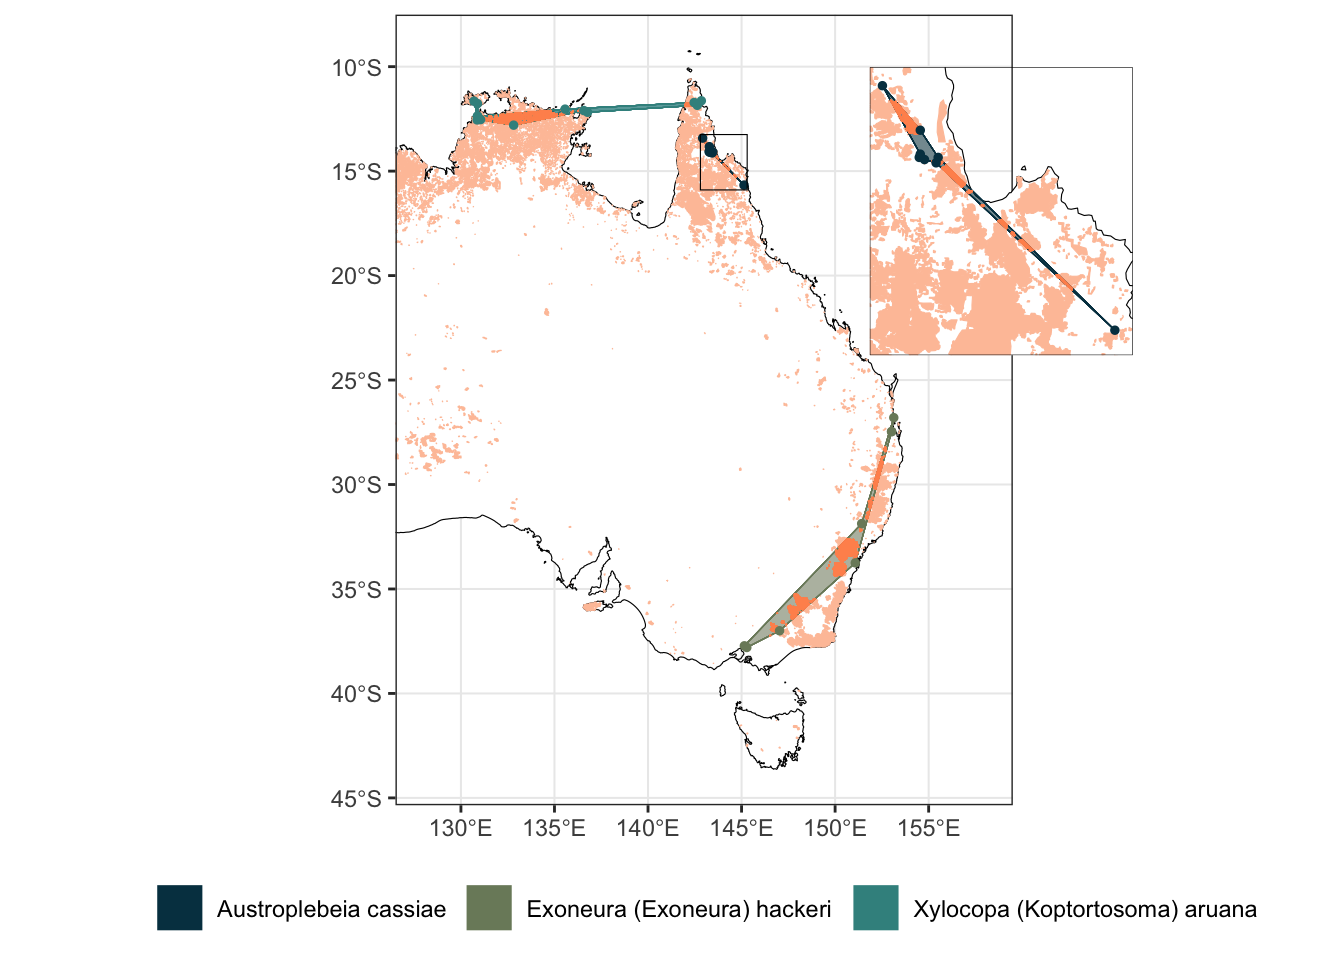 10°S
15°S
20°S
25°S
30°S
35°S
40°S
45°S
130°E 135°E 140°E 145°E 150°E 155°E
Austroplebeia cassiae Exoneura (Exoneura) hackeri Xylocopa (Koptortosoma) aruana